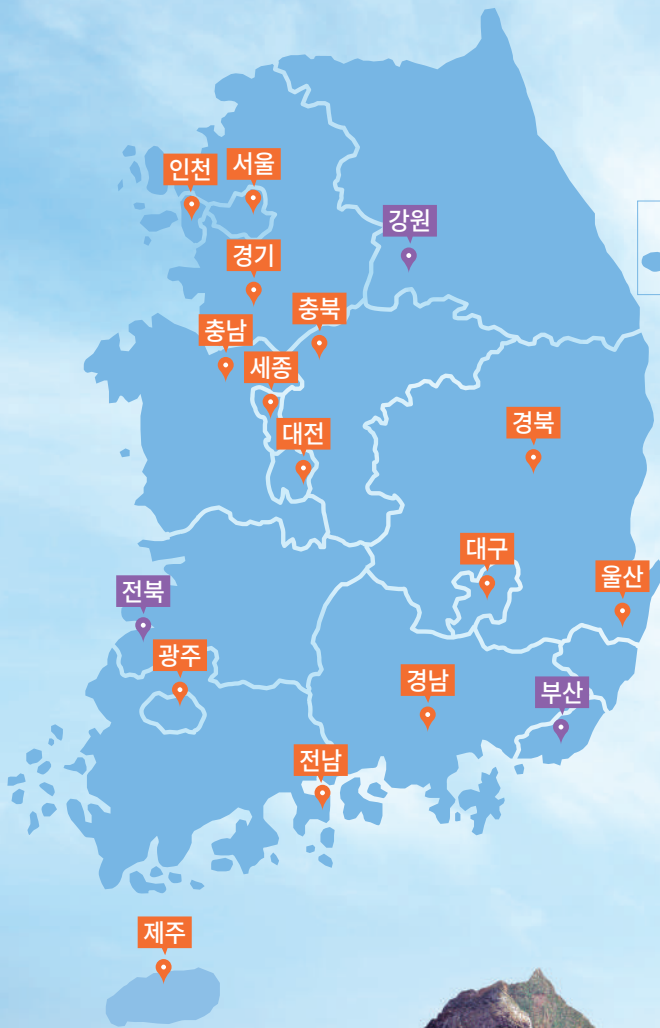 인천
서울
강원
경기
충북
충남
세종
경북
대전
대구
울산
전북
광주
경남
부산
전남
제주